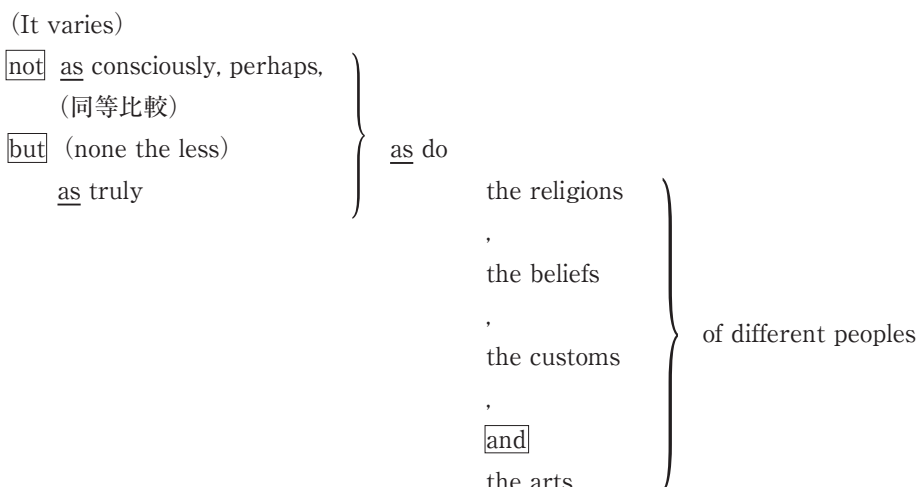 (It varies)
not as consciously, perhaps,
(同等比較)
but (none the less)
as do
as truly
the religions
,
the beliefs
,
of different peoples
the customs
,
and
the arts